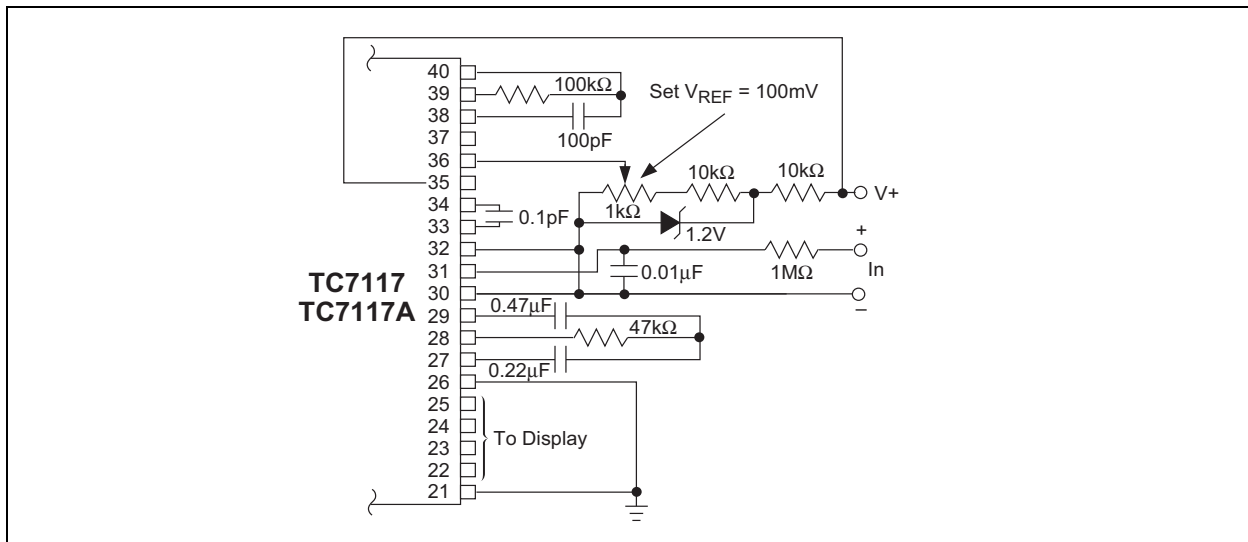 40
39
38
37
36
35
34
33
32
31
30
29
28
27
26
25
24
23
22
21
TC7117
TC7117A
100kΩ
100pF
Set VREF = 100mV
10kΩ
10kΩ
V+
1kΩ
1.2V
0.1pF
+
In
–
1MΩ
0.01μF
0.47μF
47kΩ
0.22μF
To Display